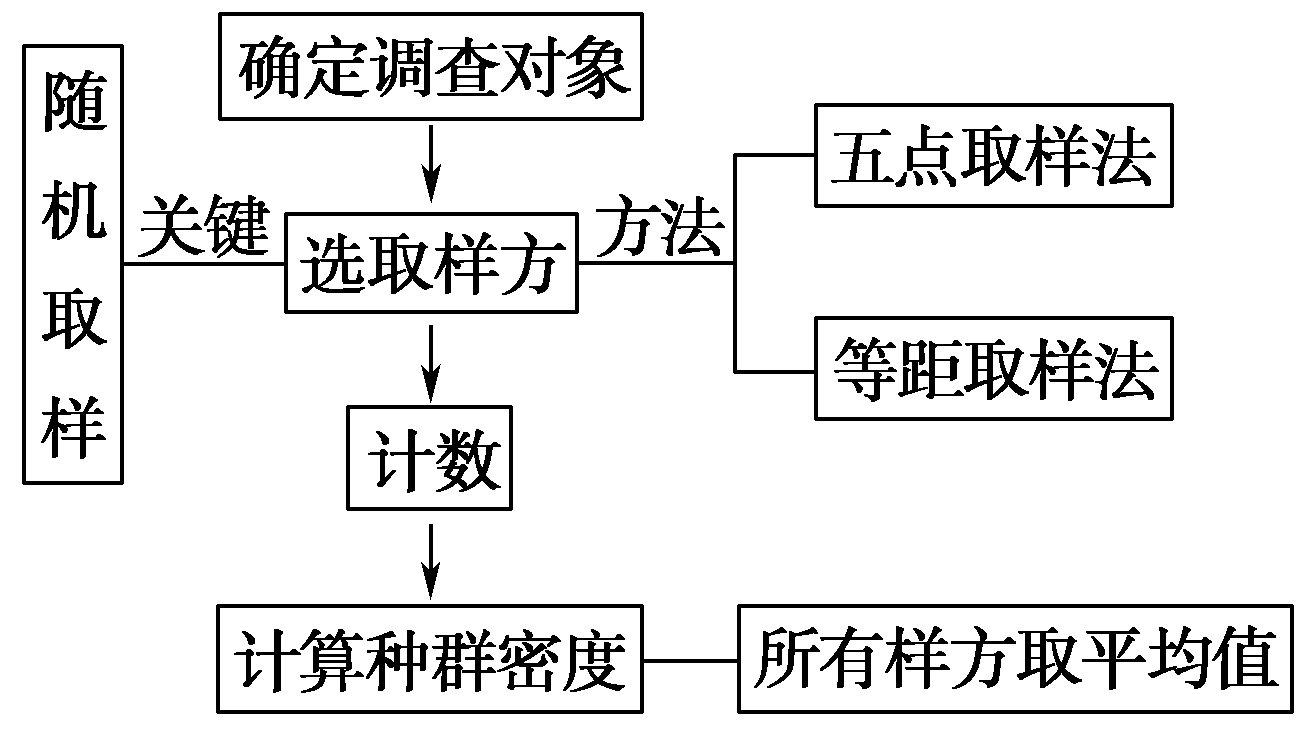 确定调查对象
随机取样
关键
选取样方
方法
五点取样法
等距取样法
计数
计算种群密度
所有样方取平均值